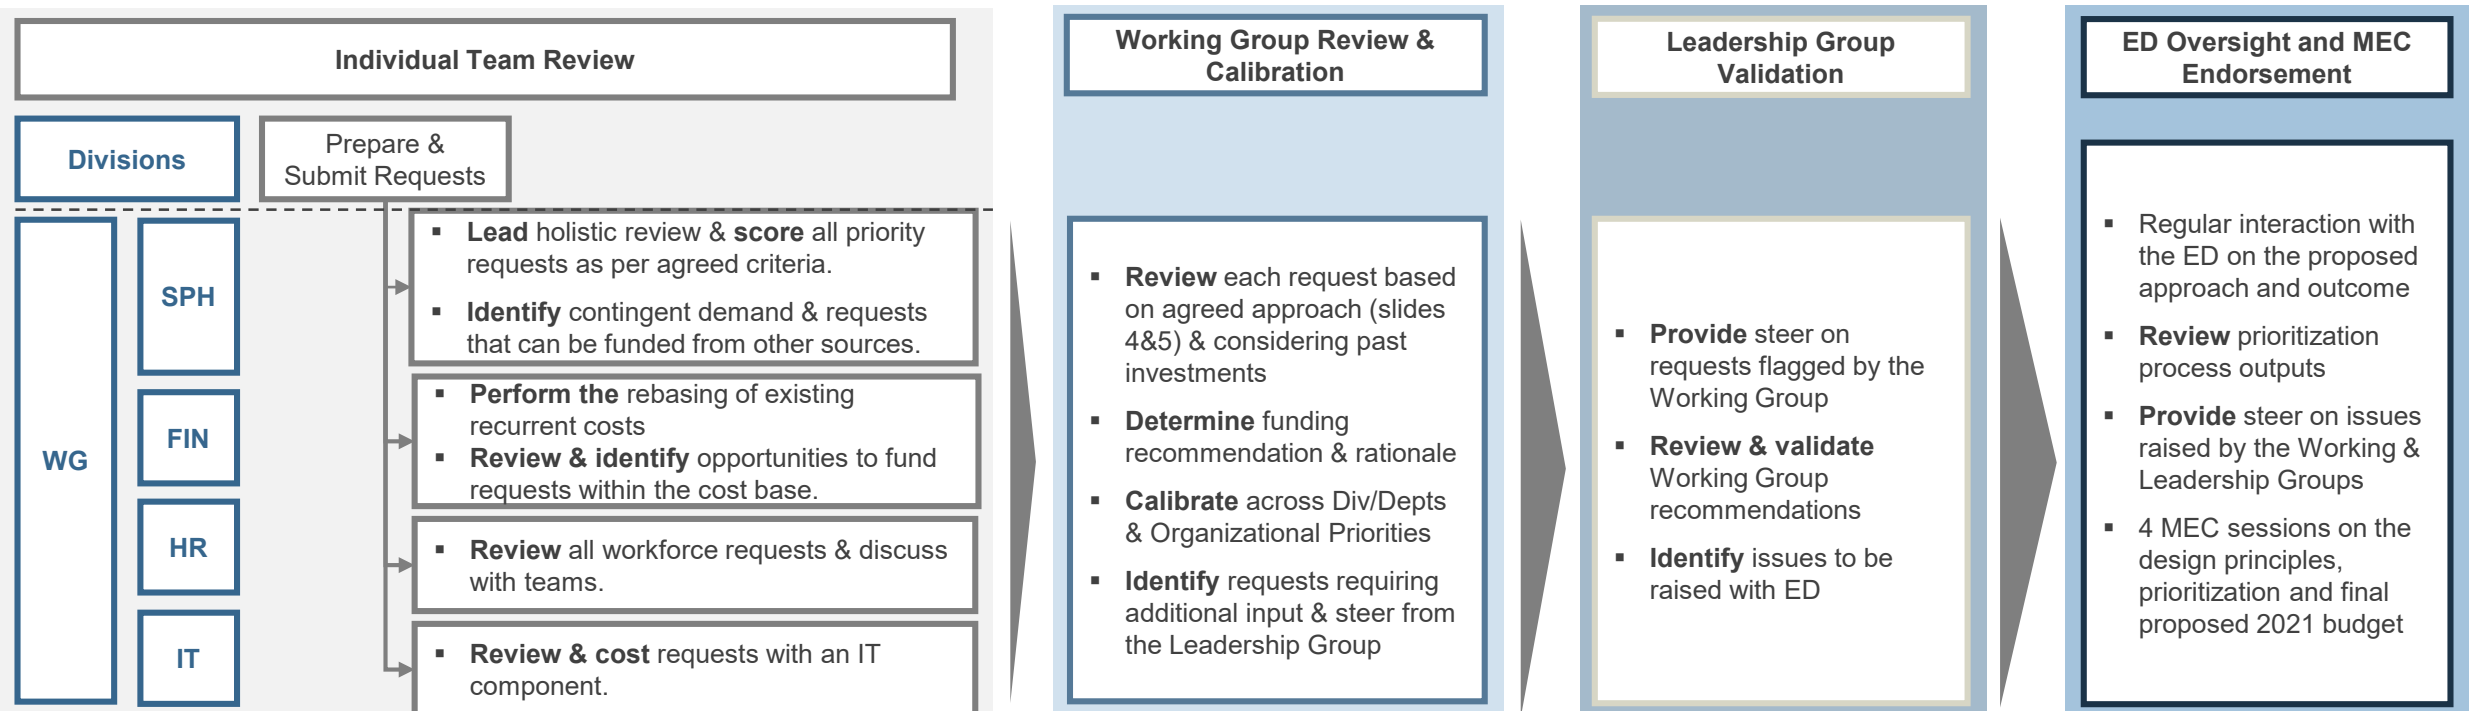 Individual Team Review
Divisions
Prepare &
Submit Requests
WG
SPH
▪ Lead holistic review & score all priority
requests as per agreed criteria.
▪ Identify contingent demand & requests
that can be funded from other sources.
FIN
▪ Perform the rebasing of existing
recurrent costs
▪ Review & identify opportunities to fund
requests within the cost base.
HR
▪ Review all workforce requests & discuss
with teams.
IT
▪ Review & cost requests with an IT
component.
Working Group Review &
Calibration
▪ Review each request based
on agreed approach (slides
4&5) & considering past
investments
▪ Determine funding
recommendation & rationale
▪ Calibrate across Div/Depts
& Organizational Priorities
▪ Identify requests requiring
additional input & steer from
the Leadership Group
Leadership Group
Validation
▪ Provide steer on
requests flagged by the
Working Group
▪ Review & validate
Working Group
recommendations
▪ Identify issues to be
raised with ED
ED Oversight and MEC
Endorsement
▪ Regular interaction with
the ED on the proposed
approach and outcome
▪ Review prioritization
process outputs
▪ Provide steer on issues
raised by the Working &
Leadership Groups
▪ 4 MEC sessions on the
design principles,
prioritization and final
proposed 2021 budget